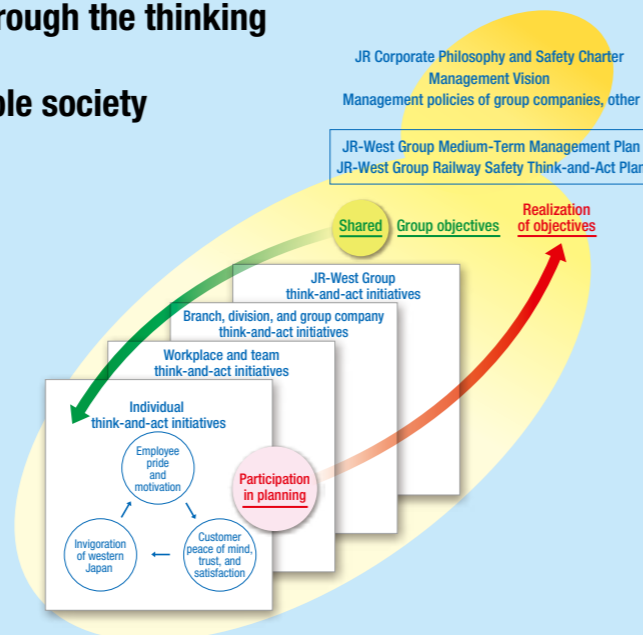 rough the thinking
ble society
JR Corporate Philosophy and Safety Charter
Management Vision
Management policies of group companies, other
JR-West Group Medium-Term Management Plan
JR-West Group Railway Safety Think-and-Act Plan
Shared Group objectives
Realization
of objectives
JR-West Group
think-and-act initiatives
Branch, division, and group company
think-and-act initiatives
Workplace and team
think-and-act initiatives
Individual
think-and-act initiatives
Employee
pride
and
motivation
Participation
in planning
Invigoration
of western
Japan
Customer
peace of mind,
trust, and
satisfaction